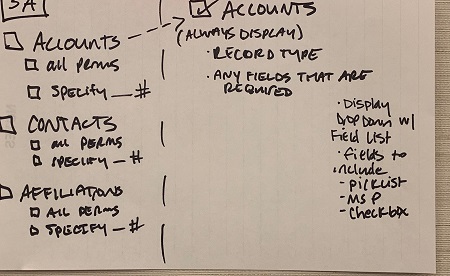 SA
ACCOUNTS
all perms
SPECIFY __ #
CONTACTS
all perms
SPECIFY - #
AFFILIATIONS
ALL PERMS
SPECIFY - #
ACCOUNTS
(ALWAYS DISPLAY)
· RECORD TYPE
· ANY FIELDS THAT ARE
REQUIRED
· Display
DropDown w/
Field List
· fields to
include
- picklist
- MSP
- checkbox